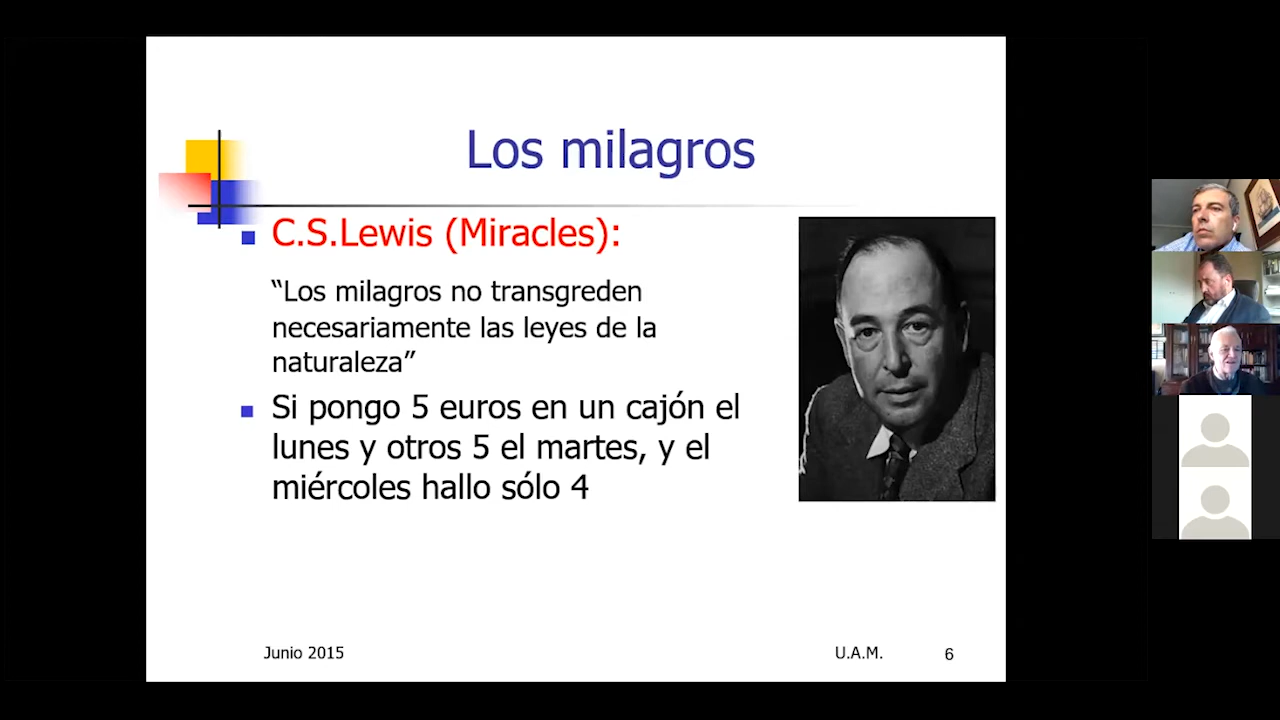 Los milagros
C.S.Lewis (Miracles):
“Los milagros no transgreden
necesariamente las leyes de la
naturaleza”
Si pongo 5 euros en un cajón el
lunes y otros 5 el martes, y el
miércoles hallo sólo 4
Junio 2015
U.A.M.
6